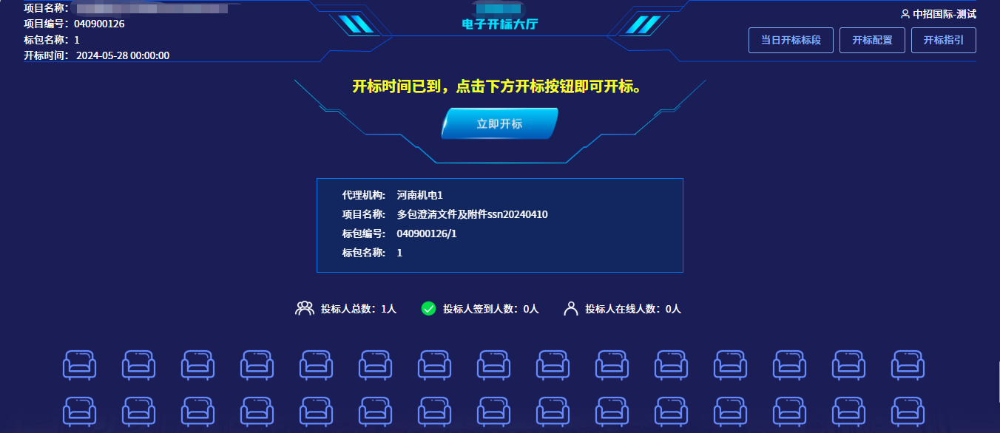 项目名称：
项目编号：040900126
标包名称：1
开标时间： 2024-05-28 00:00:00
电子开标大厅
中招国际-测试
当日开标标段 开标配置 开标指引
开标时间已到，点击下方开标按钮即可开标。
立即开标
代理机构： 河南机电1
项目名称： 多包澄清文件及附件ssn20240410
标包编号： 040900126/1
标包名称： 1
投标人总数：1人 投标人签到人数：0人 投标人在线人数：0人